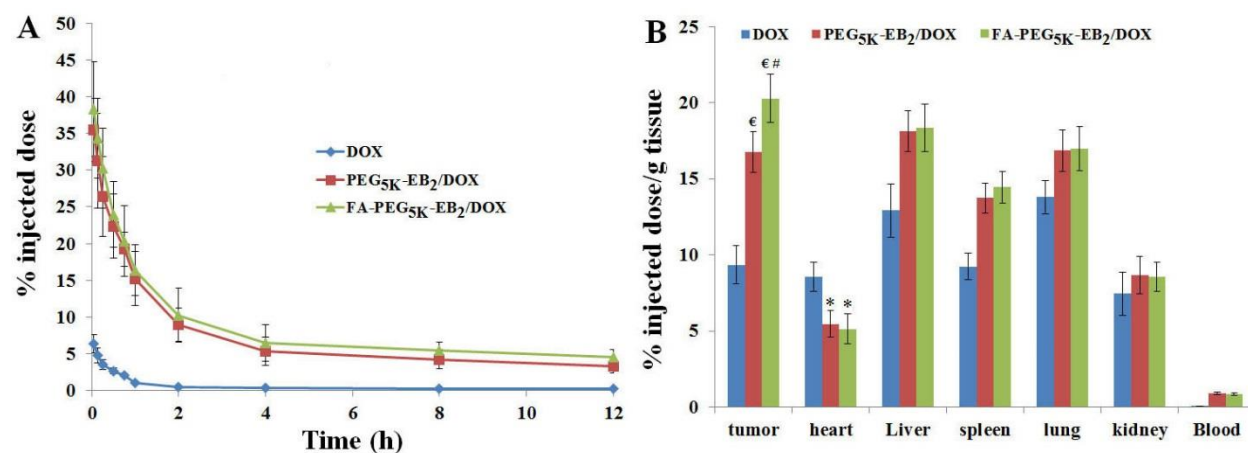 A
50
45
40
35
30
25
20
15
10
5
0
% injected dose
DOX
PEG5K-EB2/DOX
FA-PEG5K-EB2/DOX
0 2 4 6 8 10 12
Time (h)
B
DOX PEG5K-EB2/DOX FA-PEG5K-EB2/DOX
25
20
15
10
5
0
% injected dose/g tissue
€ #
€
* *
tumor heart Liver spleen lung kidney Blood